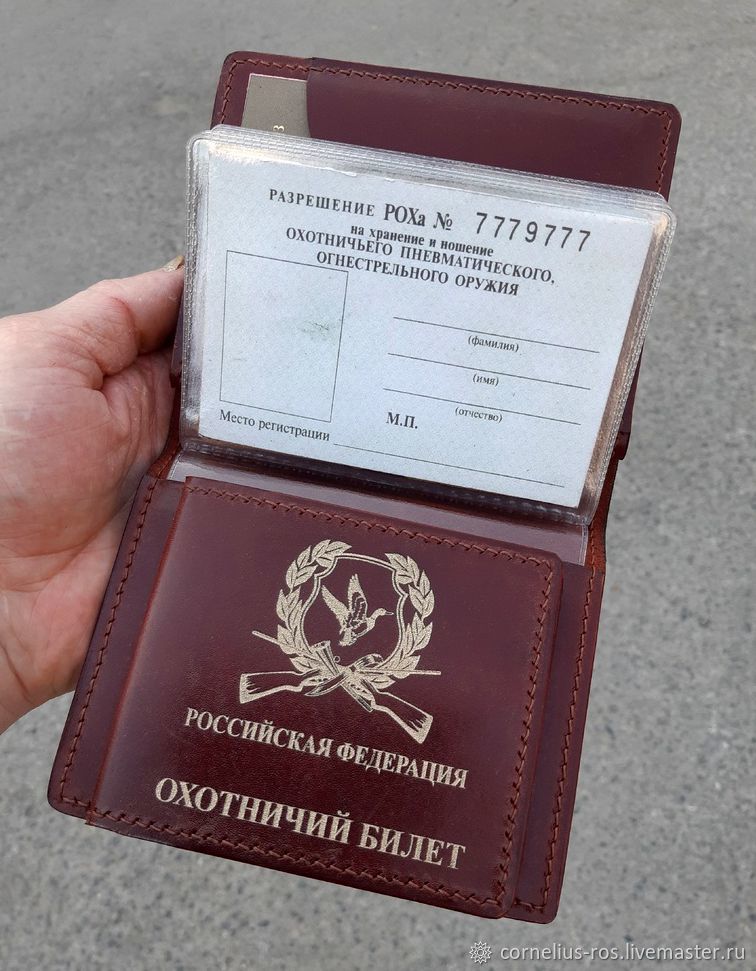 РАЗРЕШЕНИЕ РОХа № 7779777
на хранение и ношение
ОХОТНИЧЬЕГО ПНЕВМАТИЧЕСКОГО,
ОГНЕСТРЕЛЬНОГО ОРУЖИЯ
(фамилия)
(имя)
(отчество)
М.П.
Место регистрации
РОССИЙСКАЯ ФЕДЕРАЦИЯ
ОХОТНИЧИЙ БИЛЕТ
cornelius-ros.livemaster.ru